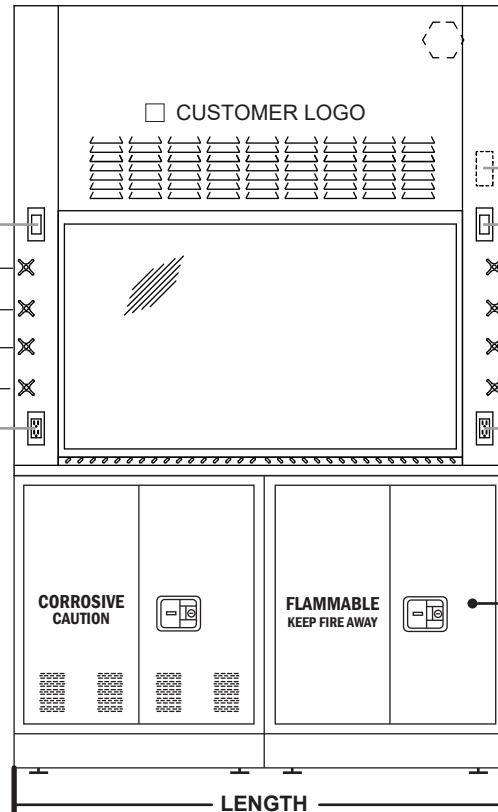 CUSTOMER LOGO
CORROSIVE
CAUTION
FLAMMABLE
KEEP FIRE AWAY
LENGTH